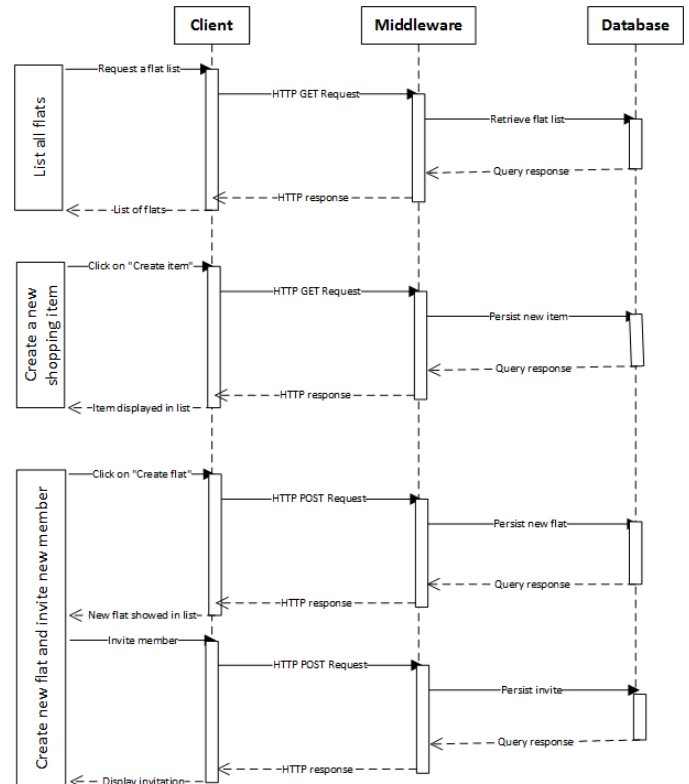 Client
Middleware
Database
List all flats
Request a flat list
HTTP GET Request
Retrieve flat list
Query response
HTTP response
List of flats
Create a new
shopping item
Click on "Create item"
HTTP GET Request
Persist new item
Query response
HTTP response
Item displayed in list
Create new flat and invite new member
Click on "Create flat"
HTTP POST Request
Persist new flat
Query response
HTTP response
New flat showed in list
Invite member
HTTP POST Request
Persist invite
Query response
HTTP response
Display invitation